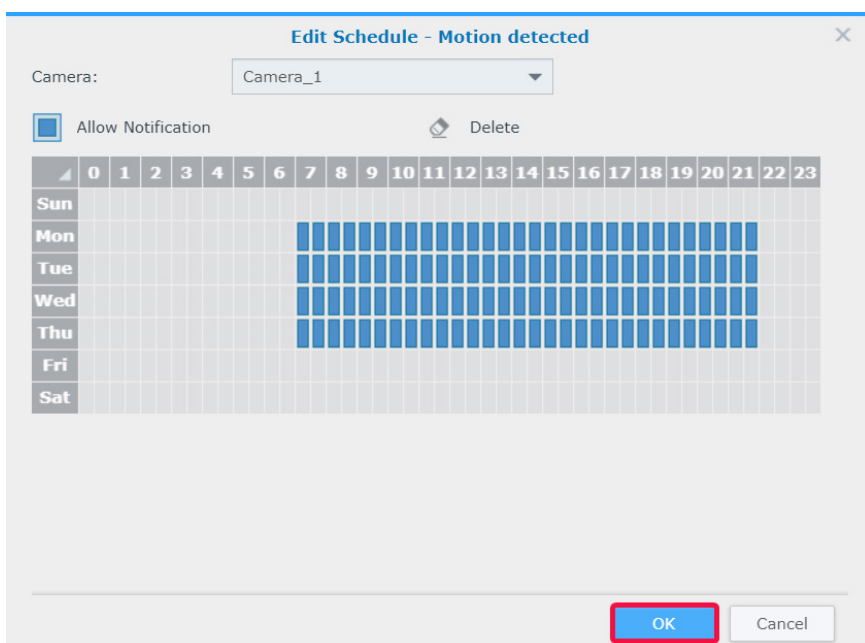 Edit Schedule - Motion detected
Camera: Camera_1
Allow Notification Delete
0 1 2 3 4 5 6 7 8 9 10 11 12 13 14 15 16 17 18 19 20 21 22 23
Sun
Mon
Tue
Wed
Thu
Fri
Sat
OK Cancel